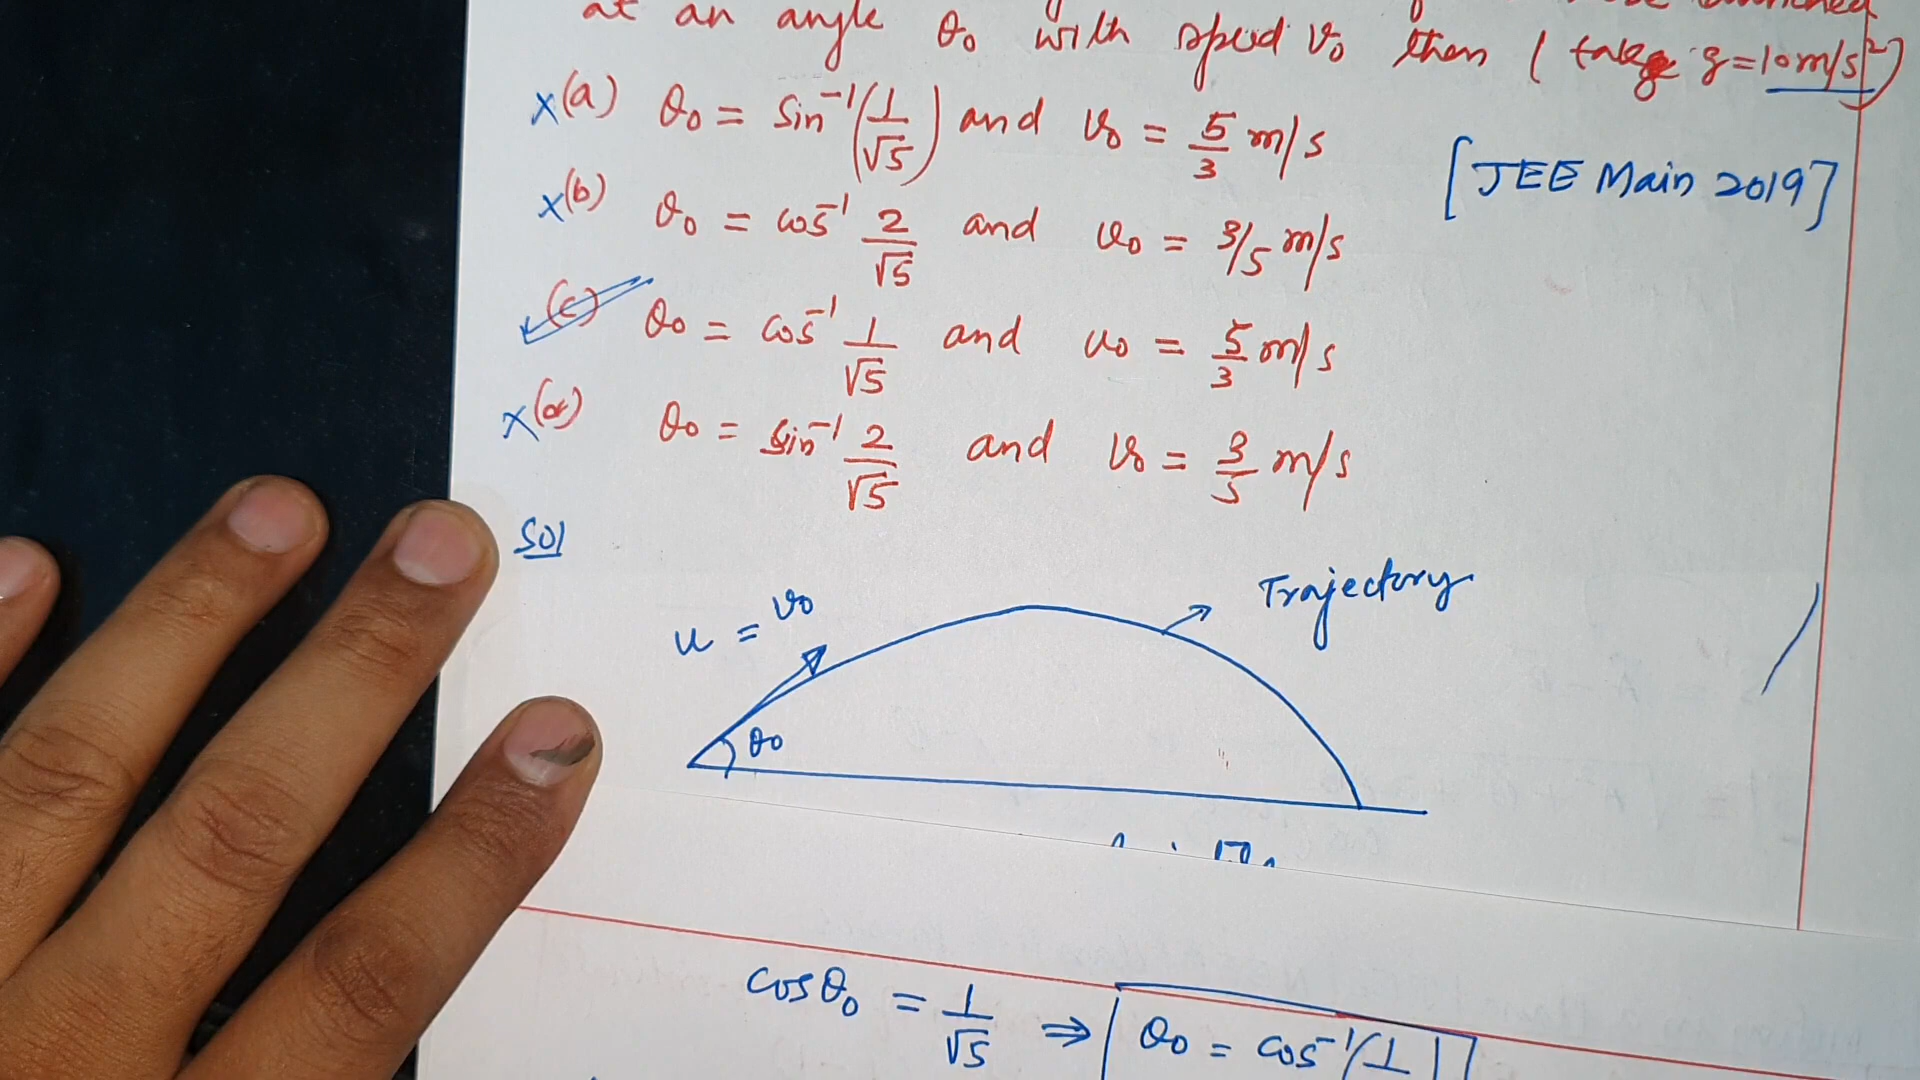 at an angle θ₀ with speed v₀ then ( take g = 10 m/s²)
x(a) θ₀ = Sin⁻¹(1/√5) and v₀ = 5/3 m/s
[JEE Main 2019]
x(b) θ₀ = cos⁻¹ 2/√5 and v₀ = 3/5 m/s
(c) θ₀ = cos⁻¹ 1/√5 and v₀ = 5/3 m/s
x(d) θ₀ = sin⁻¹ 2/√5 and v₀ = 3/5 m/s
Sol
u = v₀
Trajectory
θ₀
cos θ₀ = 1/√5 ⇒ θ₀ = cos⁻¹(1